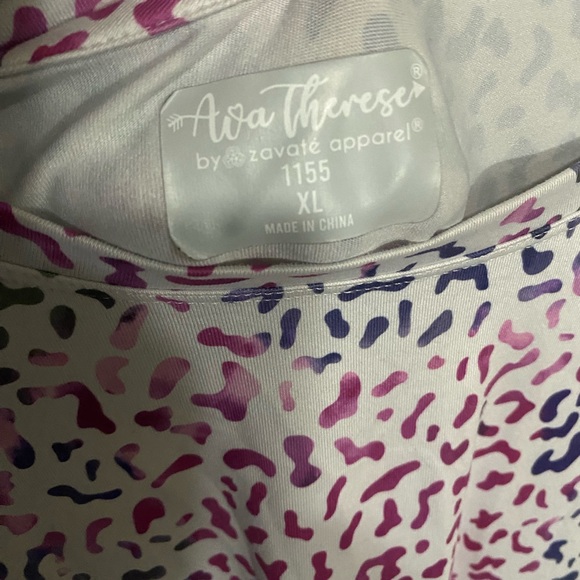 Ava Therese®
by zavaté apparel®
1155
XL
MADE IN CHINA